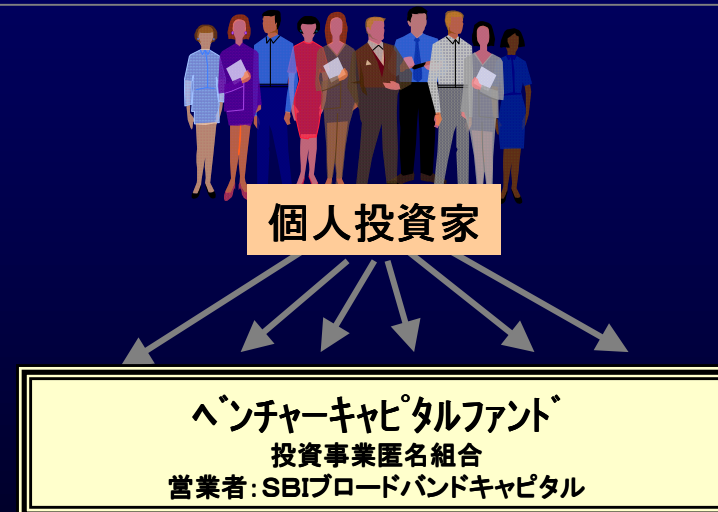 個人投資家
ベンチャーキャピタルファンド
投資事業匿名組合
営業者：SBIブロードバンドキャピタル